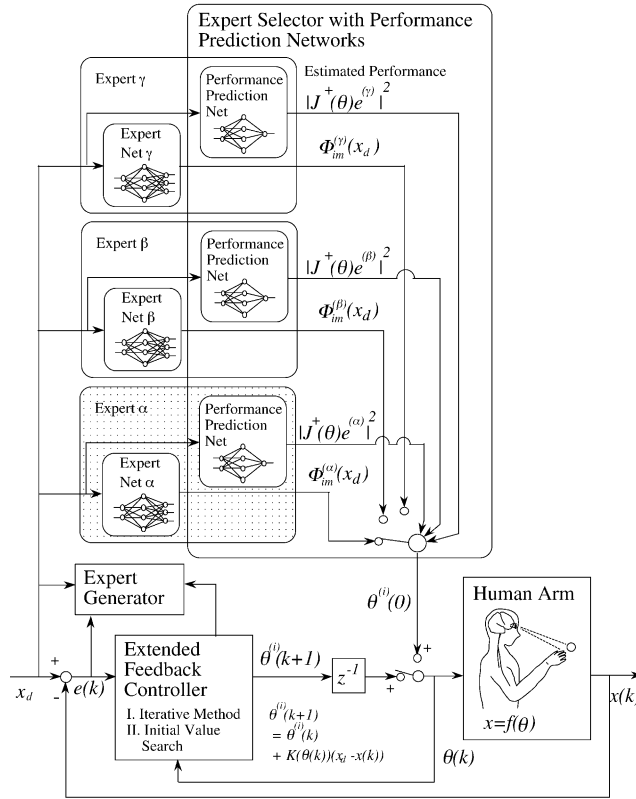 Expert Selector with Performance
Prediction Networks
Expert γ
Performance
Prediction
Net
Estimated Performance
|J⁺(θ)e^(γ)|²
Expert
Net γ
Φ_im^(γ)(x_d)
Expert β
Performance
Prediction
Net
|J⁺(θ)e^(β)|²
Expert
Net β
Φ_im^(β)(x_d)
Expert α
Performance
Prediction
Net
|J⁺(θ)e^(α)|²
Expert
Net α
Φ_im^(α)(x_d)
Expert
Generator
θ^(i)(0)
Human Arm
x=f(θ)
x_d
+
-
e(k)
Extended
Feedback
Controller
I. Iterative Method
II. Initial Value
Search
θ^(i)(k+1)
z⁻¹
+
+
θ^(i)(k+1)
= θ^(i)(k)
+ K(θ(k))(x_d -x(k))
θ(k)
x(k)